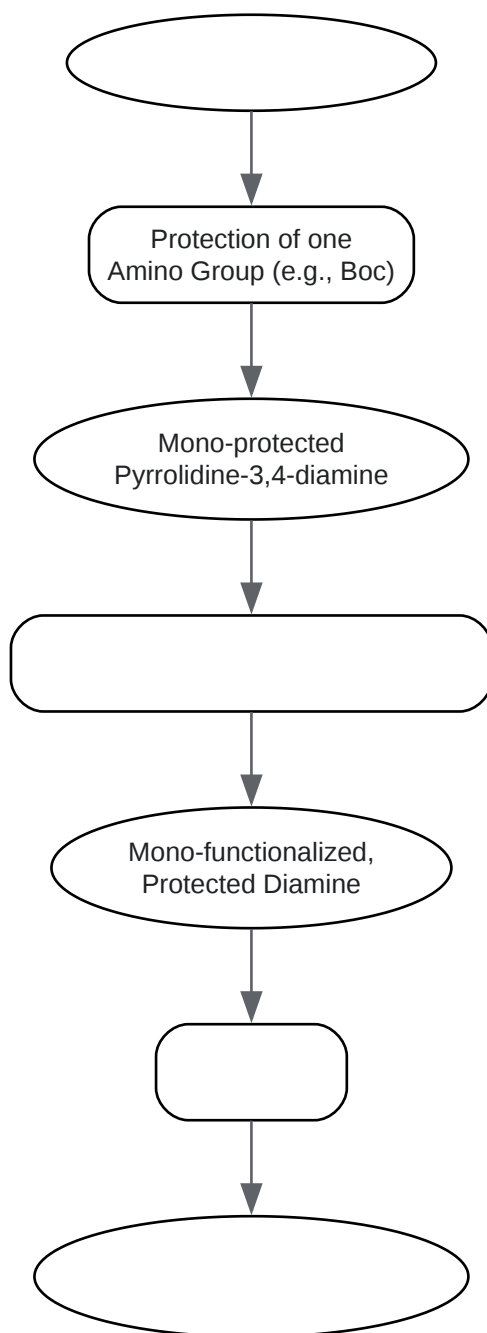 Protection of one
Amino Group (e.g., Boc)
Mono-protected
Pyrrolidine-3,4-diamine
Mono-functionalized,
Protected Diamine